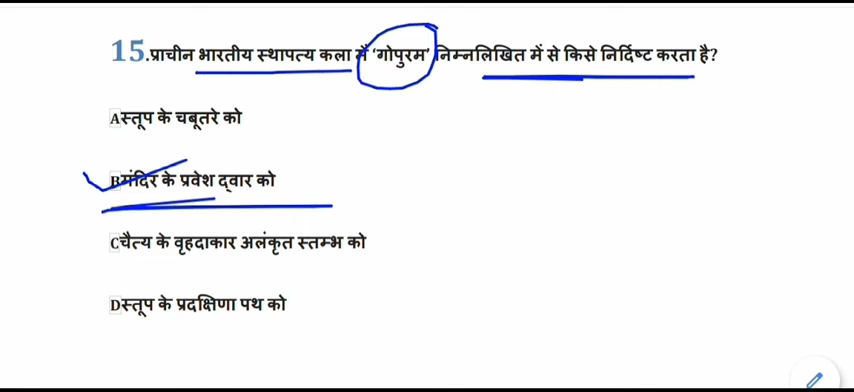 15.प्राचीन भारतीय स्थापत्य कला में ‘गोपुरम’ निम्नलिखित में से किसे निर्दिष्ट करता है?
Aस्तूप के चबूतरे को
Bमंदिर के प्रवेश द्वार को
Cचैत्य के वृहदाकार अलंकृत स्तम्भ को
Dस्तूप के प्रदक्षिणा पथ को